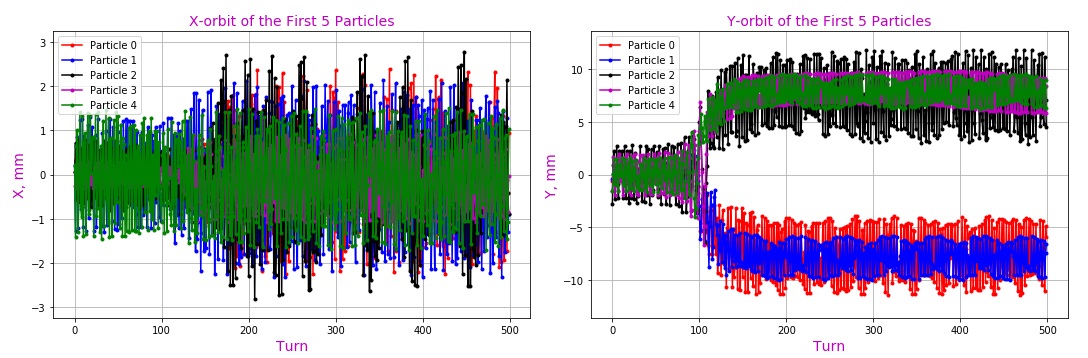 X-orbit of the First 5 Particles
3
2
1
0
−1
−2
−3
X, mm
Particle 0
Particle 1
Particle 2
Particle 3
Particle 4
0
100
200
300
400
500
Turn
Y-orbit of the First 5 Particles
10
5
0
−5
−10
Y, mm
Particle 0
Particle 1
Particle 2
Particle 3
Particle 4
0
100
200
300
400
500
Turn